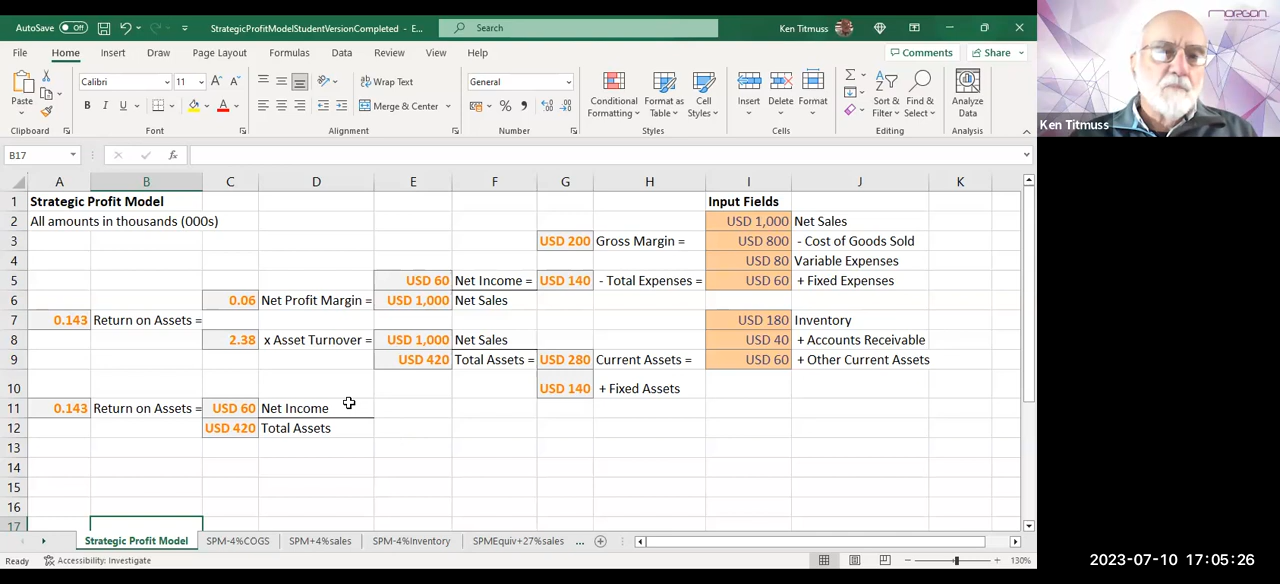 AutoSave Off StrategicProfitModelStudentVersionCompleted - E... Search Ken Titmuss
File Home Insert Draw Page Layout Formulas Data Review View Help Comments Share
Paste Calibri 11 A A Wrap Text General Conditional Formatting Format as Table Cell Styles Insert Delete Format Sort & Filter Find & Select Analyze Data
B I U A Merge & Center % ,
Clipboard Font Alignment Number Styles Cells Editing Analysis
B17 fx
A B C D E F G H I J K
1 Strategic Profit Model Input Fields
2 All amounts in thousands (000s) USD 1,000 Net Sales
3 USD 200 Gross Margin = USD 800 - Cost of Goods Sold
4 USD 80 Variable Expenses
5 USD 60 Net Income = USD 140 - Total Expenses = USD 60 + Fixed Expenses
6 0.06 Net Profit Margin = USD 1,000 Net Sales
7 0.143 Return on Assets = USD 180 Inventory
8 2.38 x Asset Turnover = USD 1,000 Net Sales USD 40 + Accounts Receivable
9 USD 420 Total Assets = USD 280 Current Assets = USD 60 + Other Current Assets
10 USD 140 + Fixed Assets
11 0.143 Return on Assets = USD 60 Net Income
12 USD 420 Total Assets
13
14
15
16
17
Strategic Profit Model SPM-4%COGS SPM+4%sales SPM-4%Inventory SPMEquiv+27%sales ...
Ready Accessibility: Investigate 130%
MORGON
Ken Titmuss
2023-07-10 17:05:26